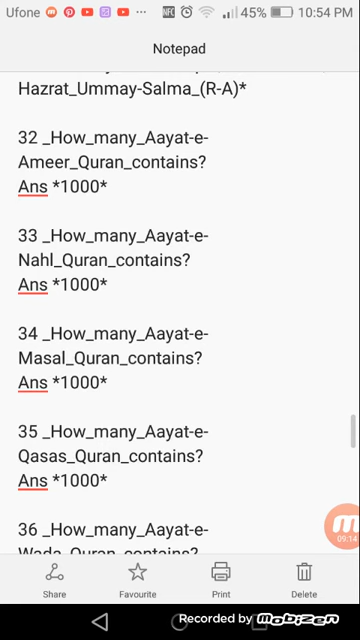 Ufone 45% 10:54 PM
Notepad
Hazrat_Ummay-Salma_(R-A)*
32 _How_many_Aayat-e-
Ameer_Quran_contains?
Ans *1000*
33 _How_many_Aayat-e-
Nahl_Quran_contains?
Ans *1000*
34 _How_many_Aayat-e-
Masal_Quran_contains?
Ans *1000*
35 _How_many_Aayat-e-
Qasas_Quran_contains?
Ans *1000*
36 _How_many_Aayat-e-
Wada_Quran_contains?
09:14
Share Favourite Print Delete
Recorded by Mobizen